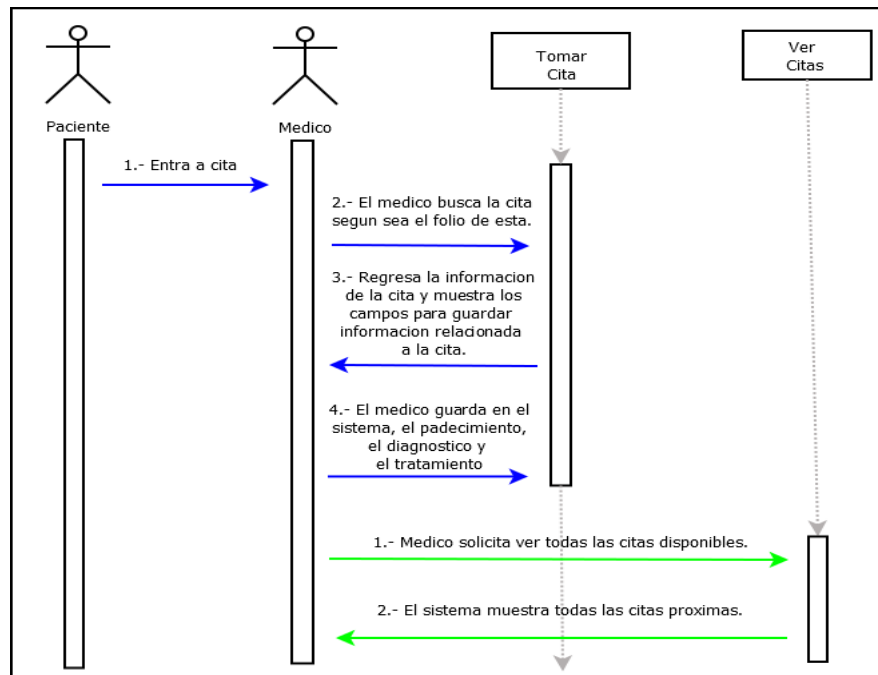 Tomar
Cita
Ver
Citas
Paciente
Medico
1.- Entra a cita
2.- El medico busca la cita
segun sea el folio de esta.
3.- Regresa la informacion
de la cita y muestra los
campos para guardar
informacion relacionada
a la cita.
4.- El medico guarda en el
sistema, el padecimiento,
el diagnostico y
el tratamiento
1.- Medico solicita ver todas las citas disponibles.
2.- El sistema muestra todas las citas proximas.